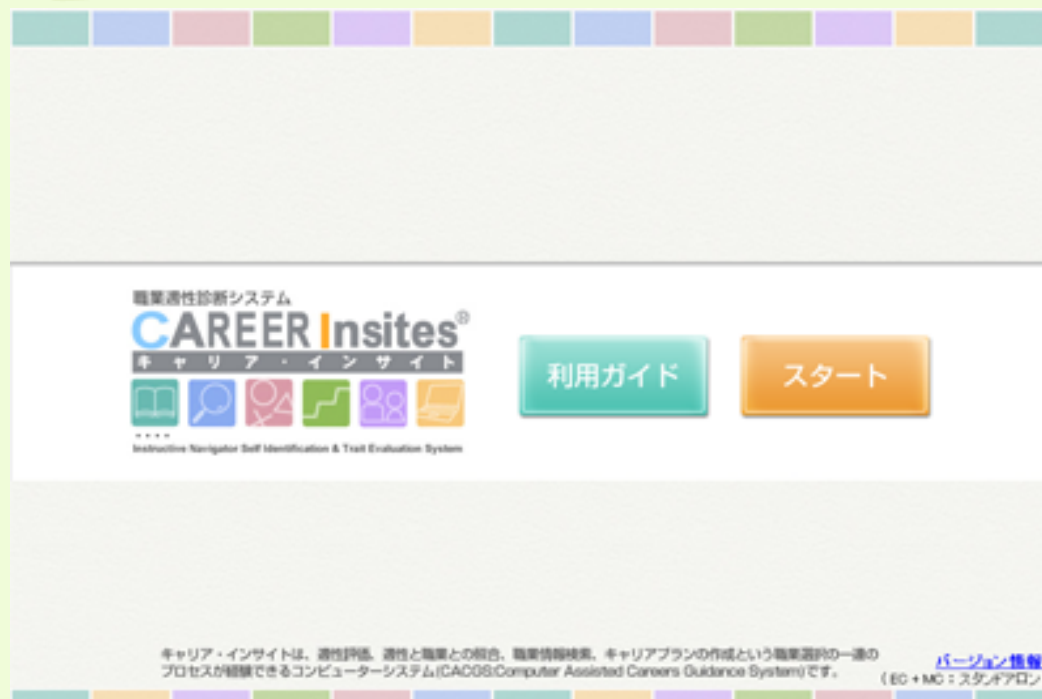 職業適性診断システム
CAREER Insites®
キャリア・インサイト
利用ガイド
スタート
Instructive Navigator Self Identification & Trait Evaluation System
キャリア・インサイトは、適性評価、適性と職業との照合、職業情報検索、キャリアプランの作成という職業選択の一連の
プロセスが経験できるコンピューターシステム(CACGS:Computer Assisted Careers Guidance System)です。
バージョン情報
(EC+MC:スタンドアロン